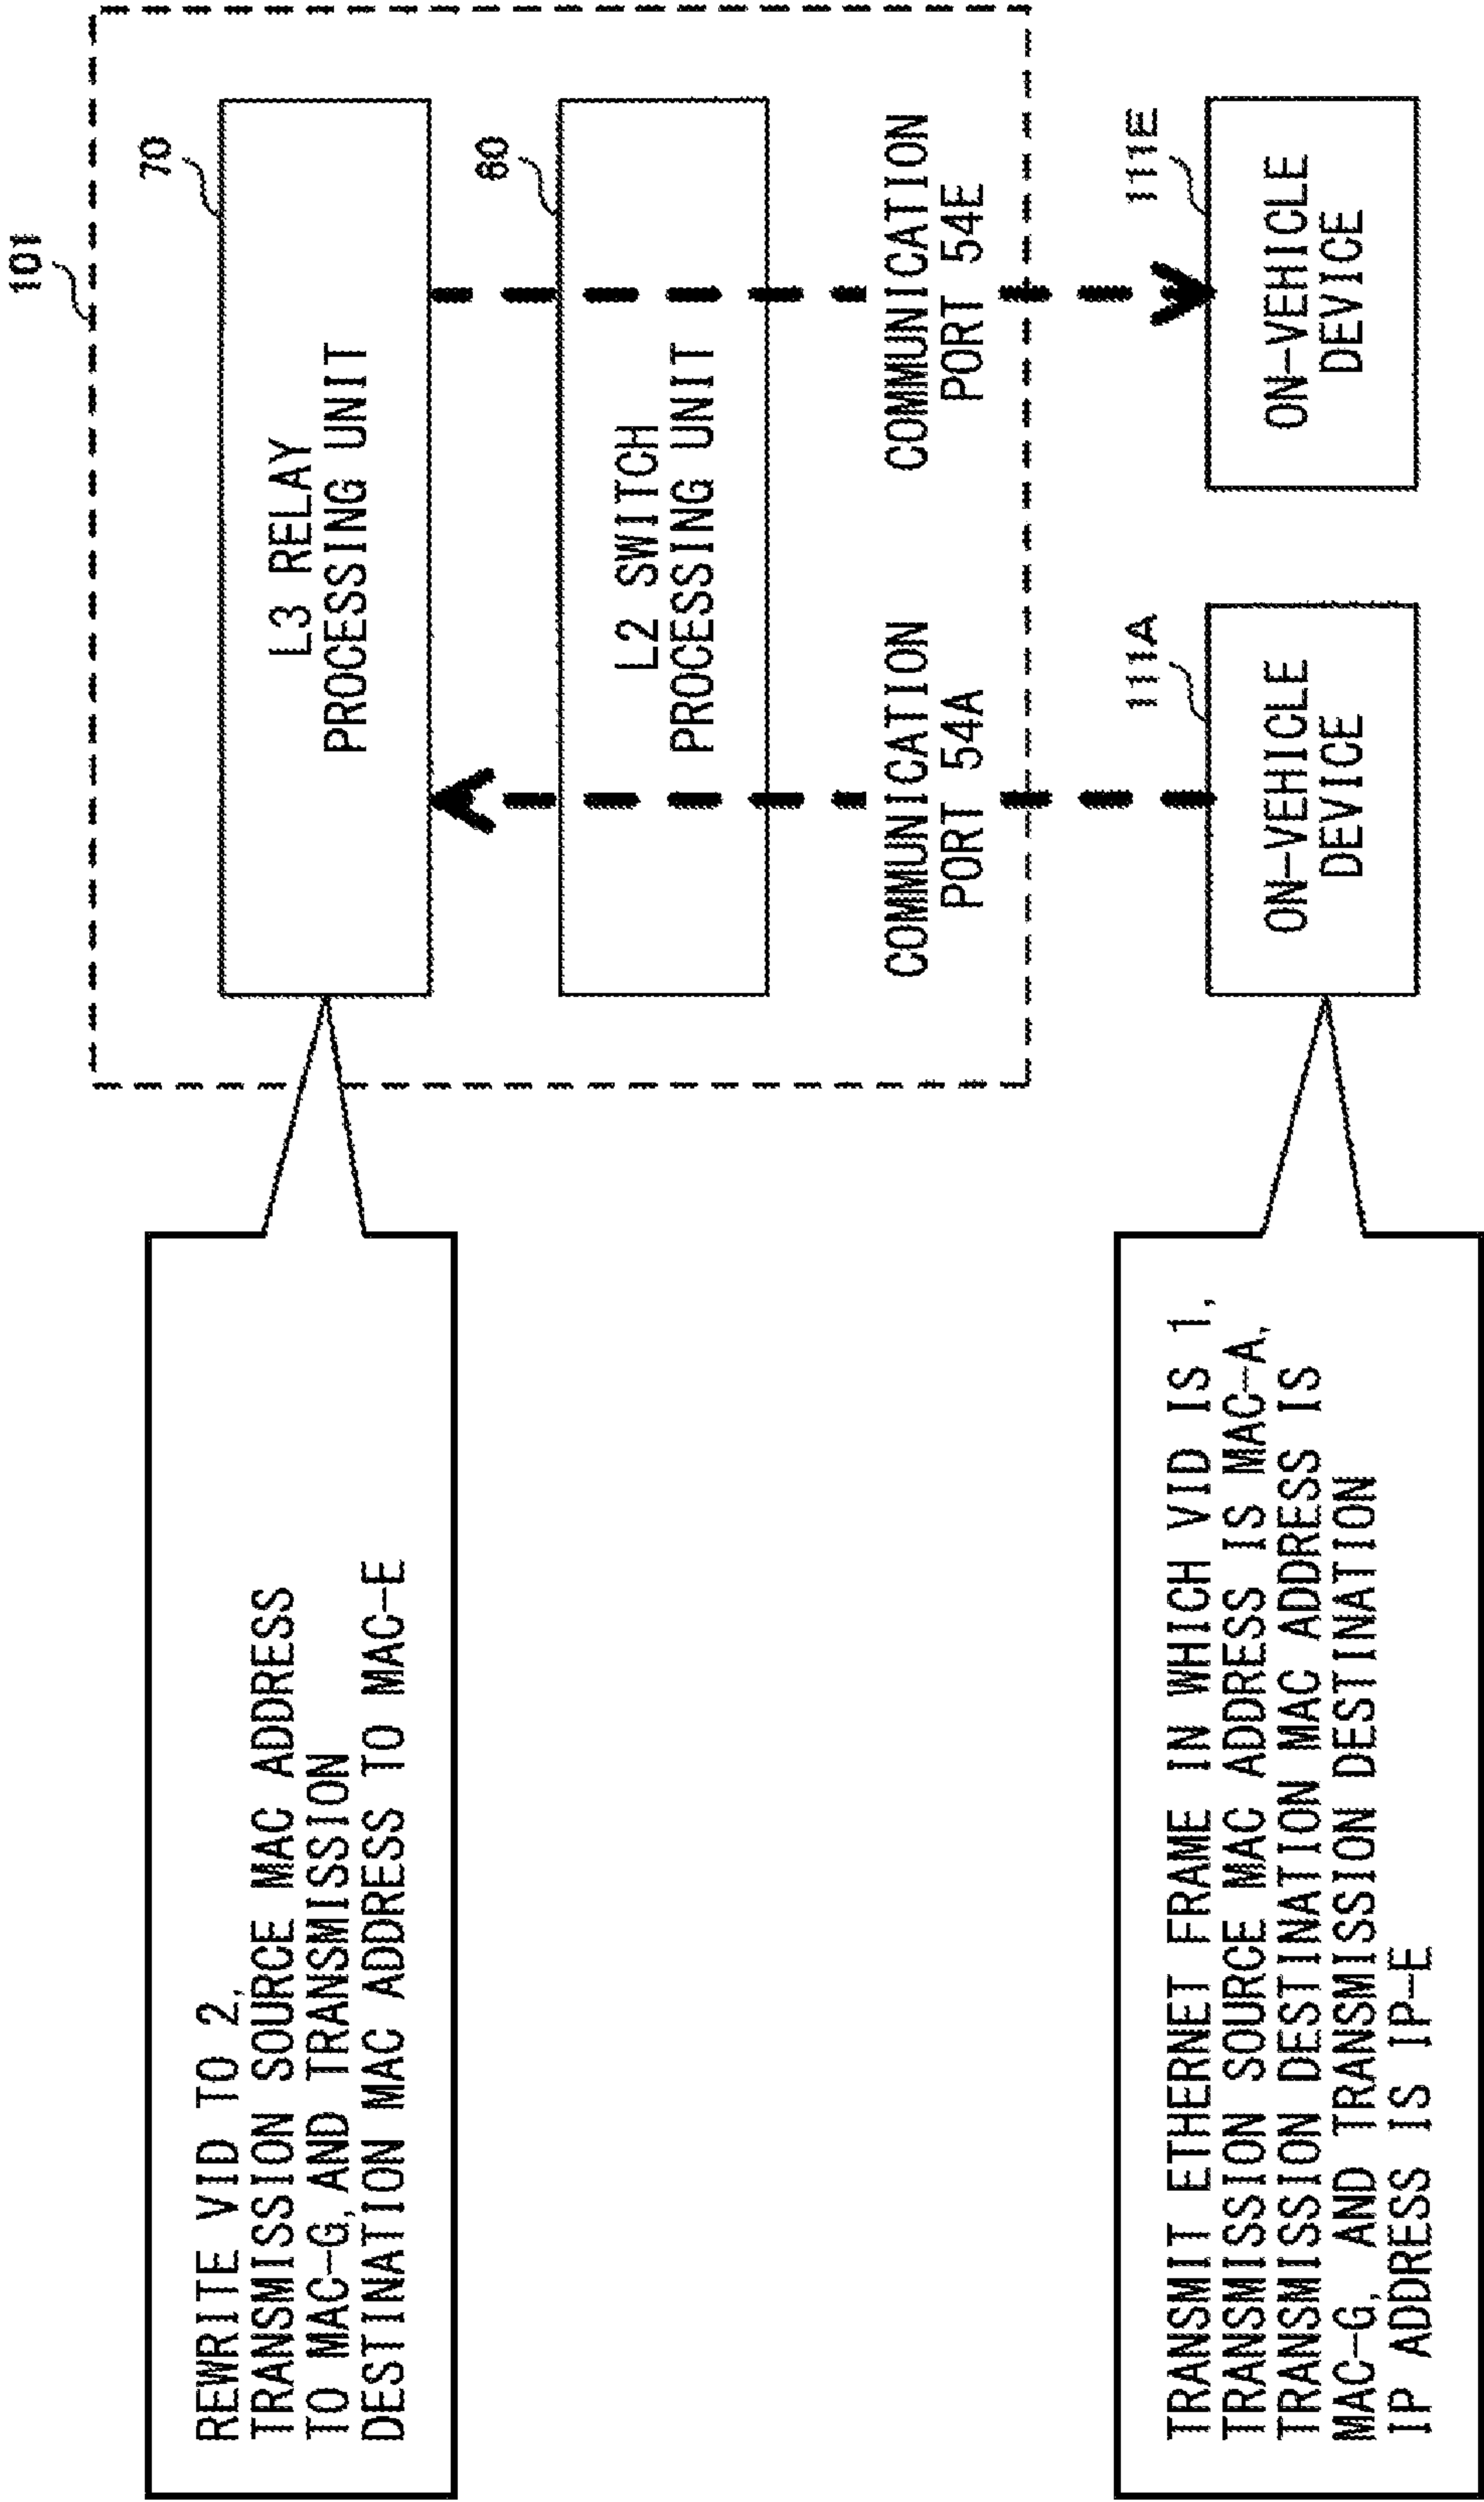 101
70
REWRITE VID TO 2,
TRANSMISSION SOURCE MAC ADDRESS
TO MAC-G, AND TRANSMISSION
DESTINATION MAC ADDRESS TO MAC-E
L3 RELAY
PROCESSING UNIT
60
L2 SWITCH
PROCESSING UNIT
COMMUNICATION
PORT 54A
COMMUNICATION
PORT 54E
111A
111E
TRANSMIT ETHERNET FRAME IN WHICH VID IS 1,
TRANSMISSION SOURCE MAC ADDRESS IS MAC-A,
TRANSMISSION DESTINATION MAC ADDRESS IS
MAC-G, AND TRANSMISSION DESTINATION
IP ADDRESS IS IP-E
ON-VEHICLE
DEVICE
ON-VEHICLE
DEVICE